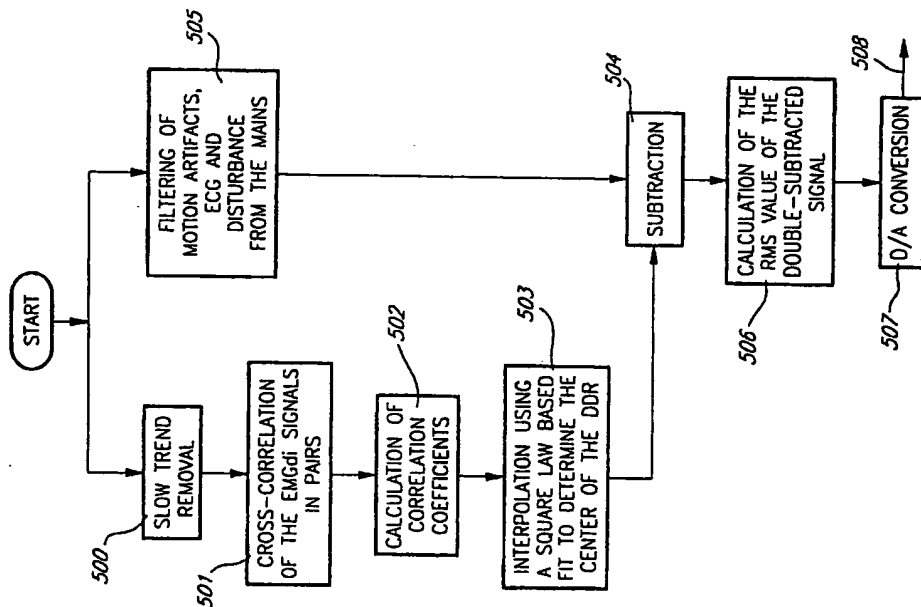 START
500
SLOW TREND
REMOVAL
501
CROSS-CORRELATION
OF THE EMGdi SIGNALS
IN PAIRS
502
CALCULATION OF
CORRELATION
COEFFICIENTS
503
INTERPOLATION USING
A SQUARE LAW BASED
FIT TO DETERMINE THE
CENTER OF THE DDR
505
FILTERING OF
MOTION ARTIFACTS,
ECG AND
DISTURBANCE
FROM THE MAINS
504
SUBTRACTION
506
CALCULATION OF THE
RMS VALUE OF THE
DOUBLE-SUBTRACTED
SIGNAL
507
D/A CONVERSION
508